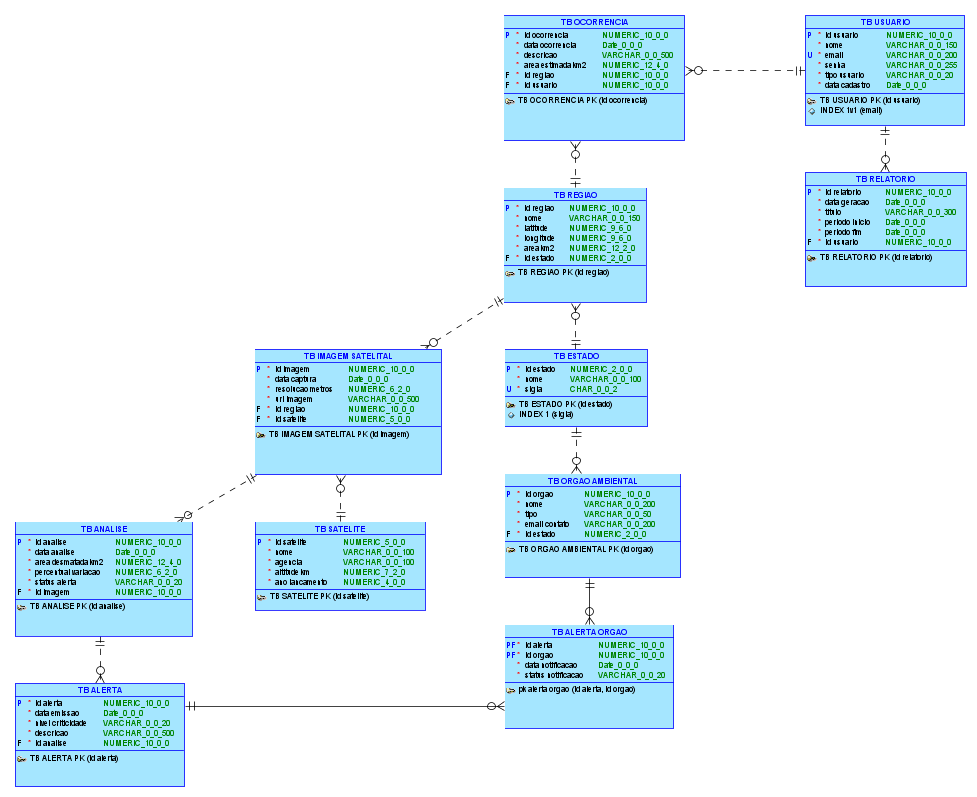 TB OCORRENCIA
P * id ocorrencia NUMERIC_10_0_0
* data ocorrencia Date_0_0_0
* descricao VARCHAR_0_0_500
* area estimada km2 NUMERIC_12_4_0
F * id regiao NUMERIC_10_0_0
F * id usuario NUMERIC_10_0_0
TB OCORRENCIA PK (id ocorrencia)
TB USUARIO
P * id usuario NUMERIC_10_0_0
* nome VARCHAR_0_0_150
U * email VARCHAR_0_0_200
* senha VARCHAR_0_0_255
* tipo usuario VARCHAR_0_0_20
* data cadastro Date_0_0_0
TB USUARIO PK (id usuario)
INDEX 1v1 (email)
TB RELATORIO
P * id relatorio NUMERIC_10_0_0
* data geracao Date_0_0_0
* titulo VARCHAR_0_0_300
* periodo inicio Date_0_0_0
* periodo fim Date_0_0_0
F * id usuario NUMERIC_10_0_0
TB RELATORIO PK (id relatorio)
TB REGIAO
P * id regiao NUMERIC_10_0_0
* nome VARCHAR_0_0_150
* latitude NUMERIC_9_6_0
* longitude NUMERIC_9_6_0
* area km2 NUMERIC_12_2_0
F * id estado NUMERIC_2_0_0
TB REGIAO PK (id regiao)
TB IMAGEM SATELITAL
P * id imagem NUMERIC_10_0_0
* data captura Date_0_0_0
* resolucao metros NUMERIC_6_2_0
* url imagem VARCHAR_0_0_500
F * id regiao NUMERIC_10_0_0
F * id satelite NUMERIC_5_0_0
TB IMAGEM SATELITAL PK (id imagem)
TB ESTADO
P * id estado NUMERIC_2_0_0
* nome VARCHAR_0_0_100
U * sigla CHAR_0_0_2
TB ESTADO PK (id estado)
INDEX 1 (sigla)
TB ORGAO AMBIENTAL
P * id orgao NUMERIC_10_0_0
* nome VARCHAR_0_0_200
* tipo VARCHAR_0_0_50
* email contato VARCHAR_0_0_200
F * id estado NUMERIC_2_0_0
TB ORGAO AMBIENTAL PK (id orgao)
TB ANALISE
P * id analise NUMERIC_10_0_0
* data analise Date_0_0_0
* area desmatada km2 NUMERIC_12_4_0
* percentual variacao NUMERIC_6_2_0
* status alerta VARCHAR_0_0_20
F * id imagem NUMERIC_10_0_0
TB ANALISE PK (id analise)
TB SATELITE
P * id satelite NUMERIC_5_0_0
* nome VARCHAR_0_0_100
* agencia VARCHAR_0_0_100
* altitude km NUMERIC_7_2_0
* ano lancamento NUMERIC_4_0_0
TB SATELITE PK (id satelite)
TB ALERTA ORGAO
PF * id alerta NUMERIC_10_0_0
PF * id orgao NUMERIC_10_0_0
* data notificacao Date_0_0_0
* status notificacao VARCHAR_0_0_20
pk alerta orgao (id alerta, id orgao)
TB ALERTA
P * id alerta NUMERIC_10_0_0
* data emissao Date_0_0_0
* nivel criticidade VARCHAR_0_0_20
* descricao VARCHAR_0_0_500
F * id analise NUMERIC_10_0_0
TB ALERTA PK (id alerta)